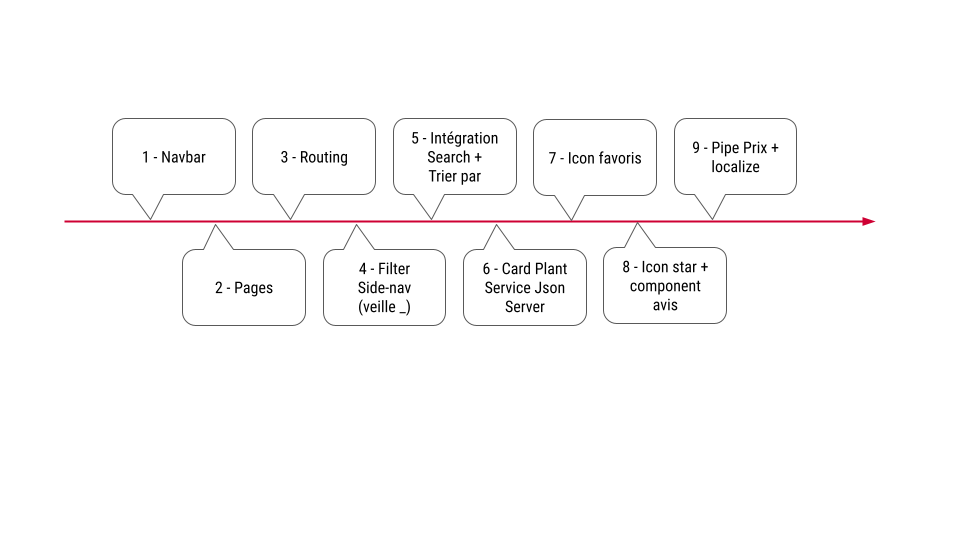 1 - Navbar
2 - Pages
3 - Routing
4 - Filter
Side-nav
(veille _)
5 - Intégration
Search +
Trier par
6 - Card Plant
Service Json
Server
7 - Icon favoris
8 - Icon star +
component
avis
9 - Pipe Prix +
localize